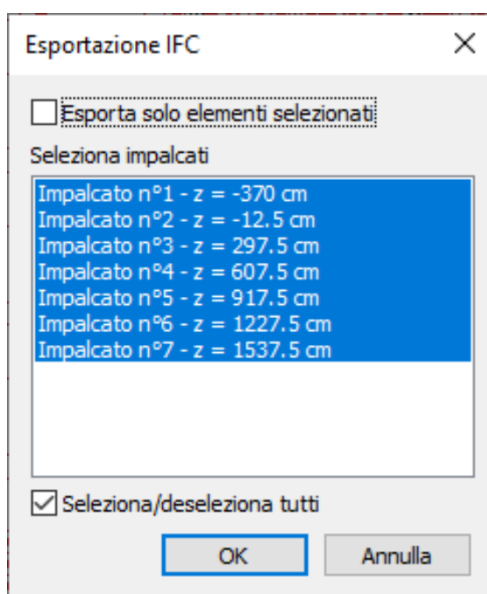 Esportazione IFC
Esporta solo elementi selezionati
Seleziona impalcati
Impalcato n°1 - z = -370 cm
Impalcato n°2 - z = -12.5 cm
Impalcato n°3 - z = 297.5 cm
Impalcato n°4 - z = 607.5 cm
Impalcato n°5 - z = 917.5 cm
Impalcato n°6 - z = 1227.5 cm
Impalcato n°7 - z = 1537.5 cm
Seleziona/deseleziona tutti
OK Annulla